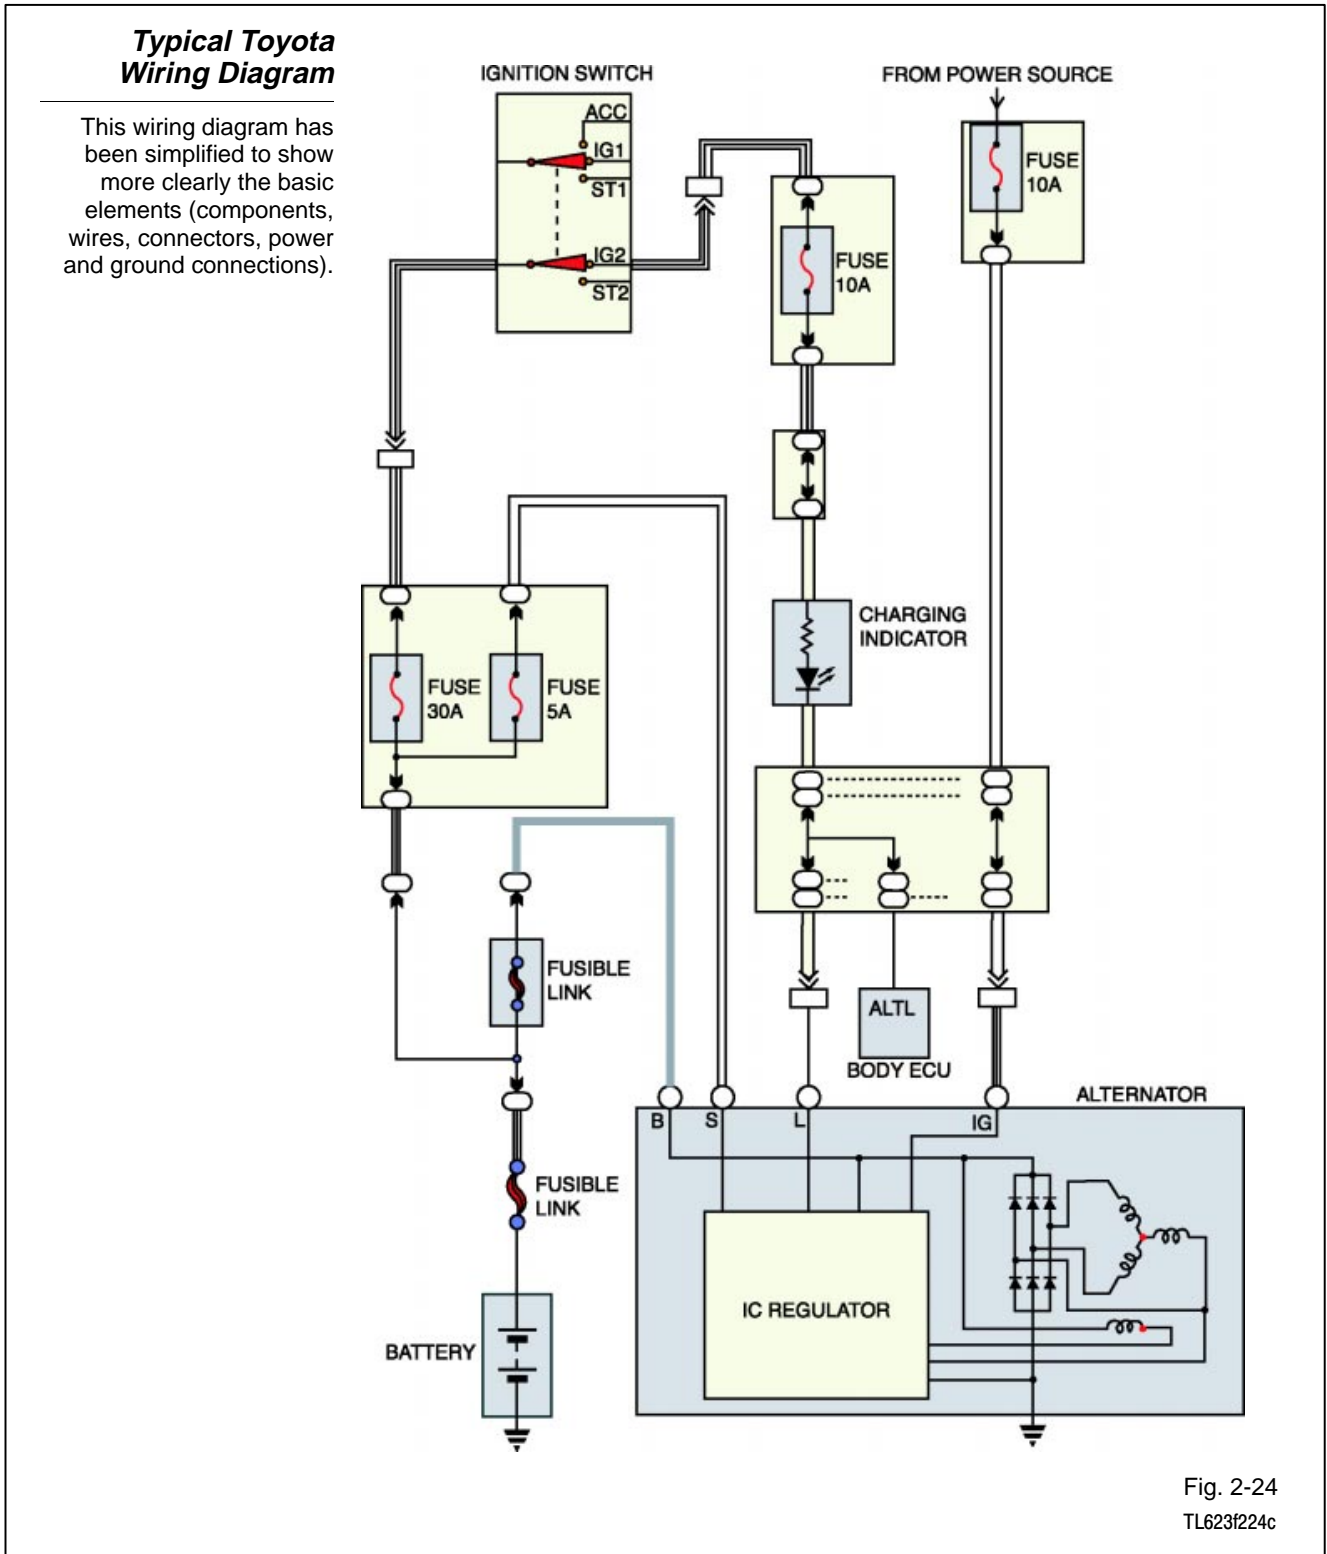 Typical Toyota
Wiring Diagram
This wiring diagram has
been simplified to show
more clearly the basic
elements (components,
wires, connectors, power
and ground connections).
IGNITION SWITCH
ACC
IG1
ST1
IG2
ST2
FROM POWER SOURCE
FUSE
10A
FUSE
10A
FUSE
30A
FUSE
5A
CHARGING
INDICATOR
FUSIBLE
LINK
ALTL
BODY ECU
ALTERNATOR
B
S
L
IG
FUSIBLE
LINK
IC REGULATOR
BATTERY
Fig. 2-24
TL623f224c